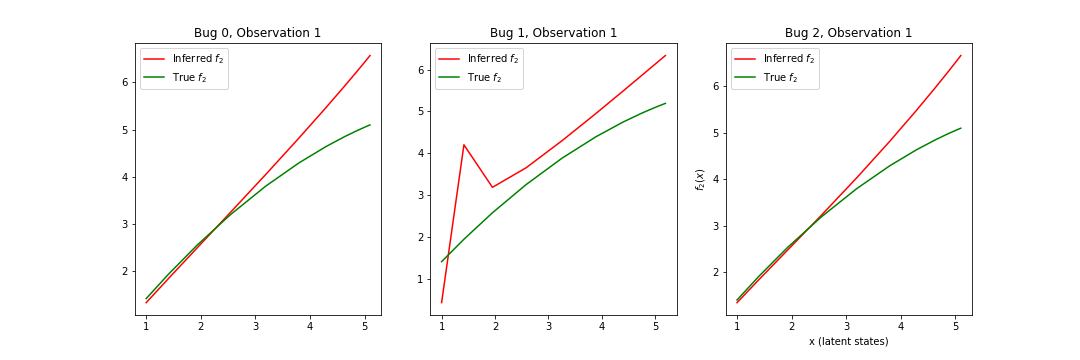 Bug 0, Observation 1
Inferred f₂
True f₂
6
5
4
3
2
1 2 3 4 5
Bug 1, Observation 1
Inferred f₂
True f₂
6
5
4
3
2
1
1 2 3 4 5
Bug 2, Observation 1
Inferred f₂
True f₂
f₂(x)
6
5
4
3
2
1 2 3 4 5
x (latent states)